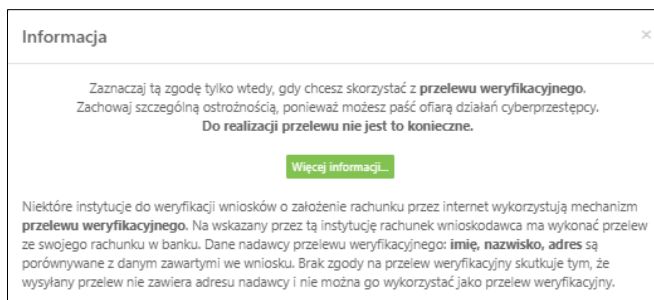 Informacja
×
Zaznaczaj tą zgodę tylko wtedy, gdy chcesz skorzystać z przelewu weryfikacyjnego.
Zachowaj szczególną ostrożność, ponieważ możesz paść ofiarą działań cyberprzestępcy.
Do realizacji przelewu nie jest to konieczne.
Więcej informacji...
Niektóre instytucje do weryfikacji wniosków o założenie rachunku przez internet wykorzystują mechanizm
przelewu weryfikacyjnego. Na wskazany przez tą instytucję rachunek wnioskodawca ma wykonać przelew
ze swojego rachunku w banku. Dane nadawcy przelewu weryfikacyjnego: imię, nazwisko, adres są
porównywane z danym zawartymi we wniosku. Brak zgody na przelew weryfikacyjny skutkuje tym, że
wysyłany przelew nie zawiera adresu nadawcy i nie można go wykorzystać jako przelew weryfikacyjny.